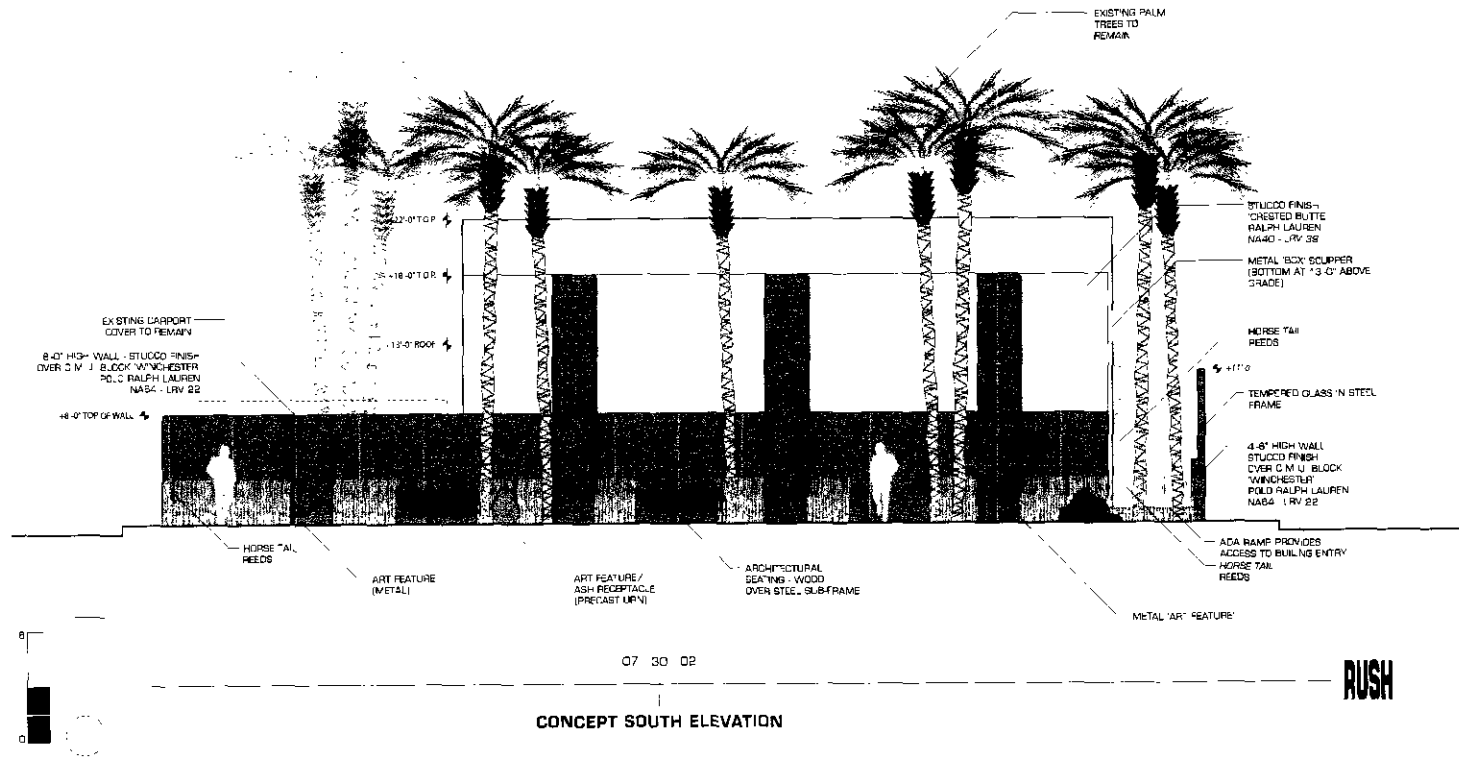 EXISTING PALM
TREES TO
REMAIN
+22'-0" T.O.P.
+18'-0" T.O.P.
+13'-0" ROOF
EXISTING CARPORT
COVER TO REMAIN
8'-0" HIGH WALL - STUCCO FINISH
OVER C.M.U. BLOCK 'WINCHESTER'
POLO RALPH LAUREN
NA64 - LRV 22
+8'-0" TOP OF WALL
STUCCO FINISH
'CRESTED BUTTE'
RALPH LAUREN
NA40 - LRV 38
METAL 'BOX' SCUPPER
(BOTTOM AT 13'-0" ABOVE
GRADE)
HORSE TAIL
REEDS
+11'-0"
TEMPERED GLASS IN STEEL
FRAME
4'-6" HIGH WALL
STUCCO FINISH
OVER C.M.U. BLOCK
'WINCHESTER'
POLO RALPH LAUREN
NA64 LRV 22
ADA RAMP PROVIDES
ACCESS TO BUILING ENTRY
HORSE TAIL
REEDS
HORSE TAIL
REEDS
ART FEATURE
(METAL)
ART FEATURE/
ASH RECEPTACLE
(PRECAST URN)
ARCHITECTURAL
SEATING - WOOD
OVER STEEL SUB-FRAME
METAL 'ART FEATURE'
8
0
07 30 02
RUSH
CONCEPT SOUTH ELEVATION